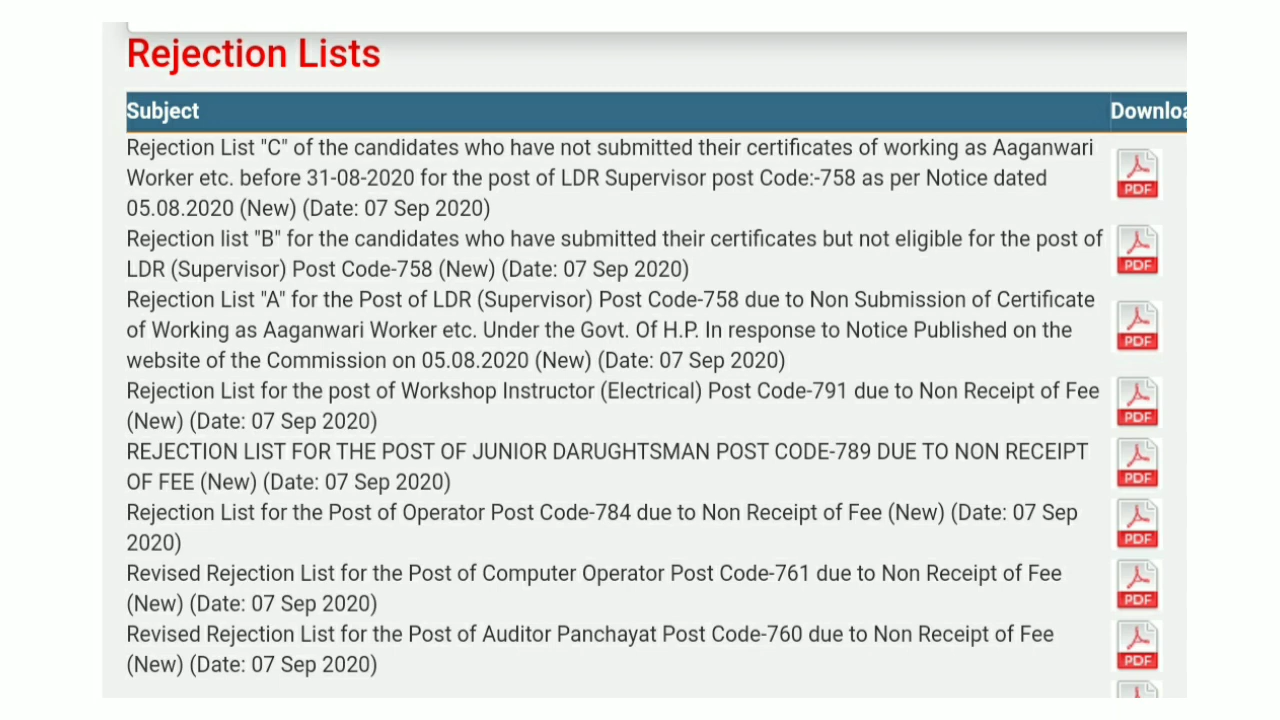 Rejection Lists
Subject
Downloa
Rejection List "C" of the candidates who have not submitted their certificates of working as Aaganwari
Worker etc. before 31-08-2020 for the post of LDR Supervisor post Code:-758 as per Notice dated
05.08.2020 (New) (Date: 07 Sep 2020)
PDF
Rejection list "B" for the candidates who have submitted their certificates but not eligible for the post of
LDR (Supervisor) Post Code-758 (New) (Date: 07 Sep 2020)
PDF
Rejection List "A" for the Post of LDR (Supervisor) Post Code-758 due to Non Submission of Certificate
of Working as Aaganwari Worker etc. Under the Govt. Of H.P. In response to Notice Published on the
website of the Commission on 05.08.2020 (New) (Date: 07 Sep 2020)
PDF
Rejection List for the post of Workshop Instructor (Electrical) Post Code-791 due to Non Receipt of Fee
(New) (Date: 07 Sep 2020)
PDF
REJECTION LIST FOR THE POST OF JUNIOR DARUGHTSMAN POST CODE-789 DUE TO NON RECEIPT
OF FEE (New) (Date: 07 Sep 2020)
PDF
Rejection List for the Post of Operator Post Code-784 due to Non Receipt of Fee (New) (Date: 07 Sep
2020)
PDF
Revised Rejection List for the Post of Computer Operator Post Code-761 due to Non Receipt of Fee
(New) (Date: 07 Sep 2020)
PDF
Revised Rejection List for the Post of Auditor Panchayat Post Code-760 due to Non Receipt of Fee
(New) (Date: 07 Sep 2020)
PDF